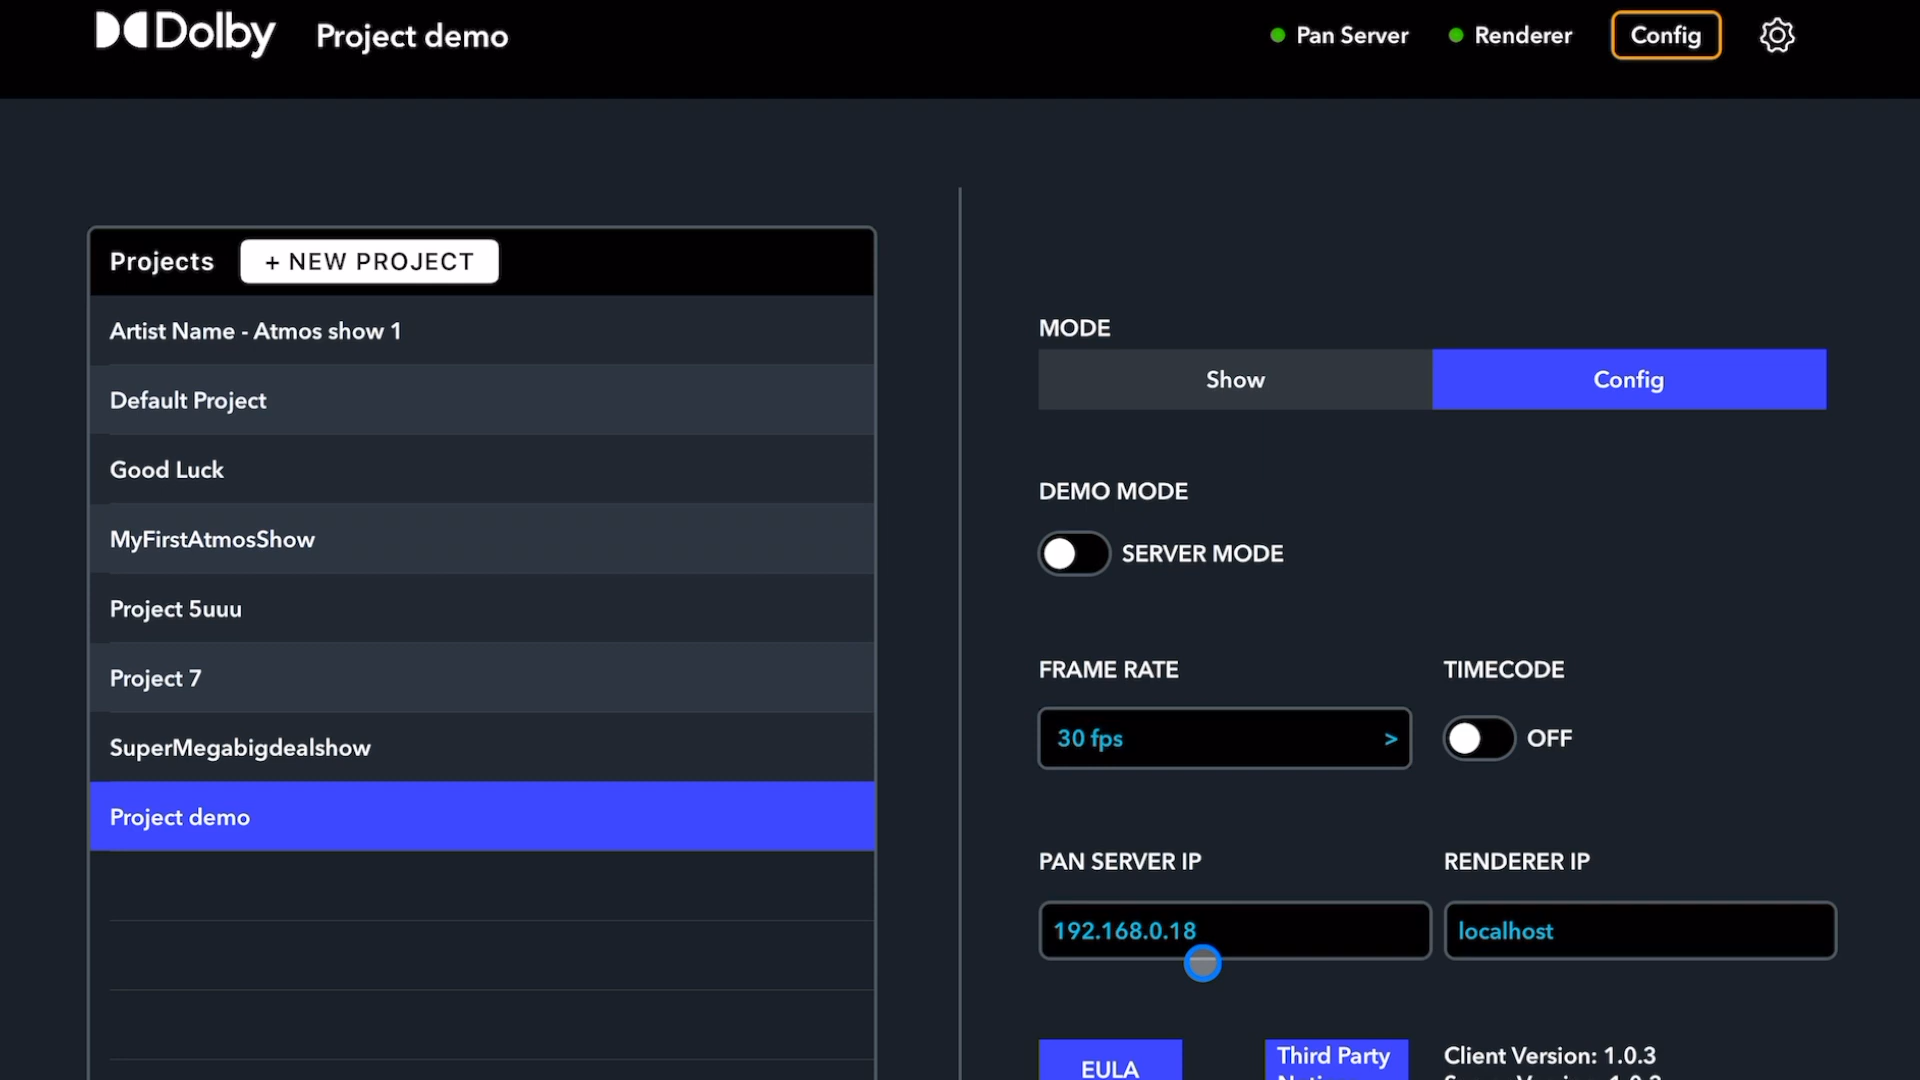 Dolby Project demo
Pan Server Renderer Config
Projects + NEW PROJECT
Artist Name - Atmos show 1
Default Project
Good Luck
MyFirstAtmosShow
Project 5uuu
Project 7
SuperMegabigdealshow
Project demo
MODE
Show Config
DEMO MODE
SERVER MODE
FRAME RATE TIMECODE
30 fps > OFF
PAN SERVER IP RENDERER IP
192.168.0.18 localhost
EULA
Third Party
Client Version: 1.0.3